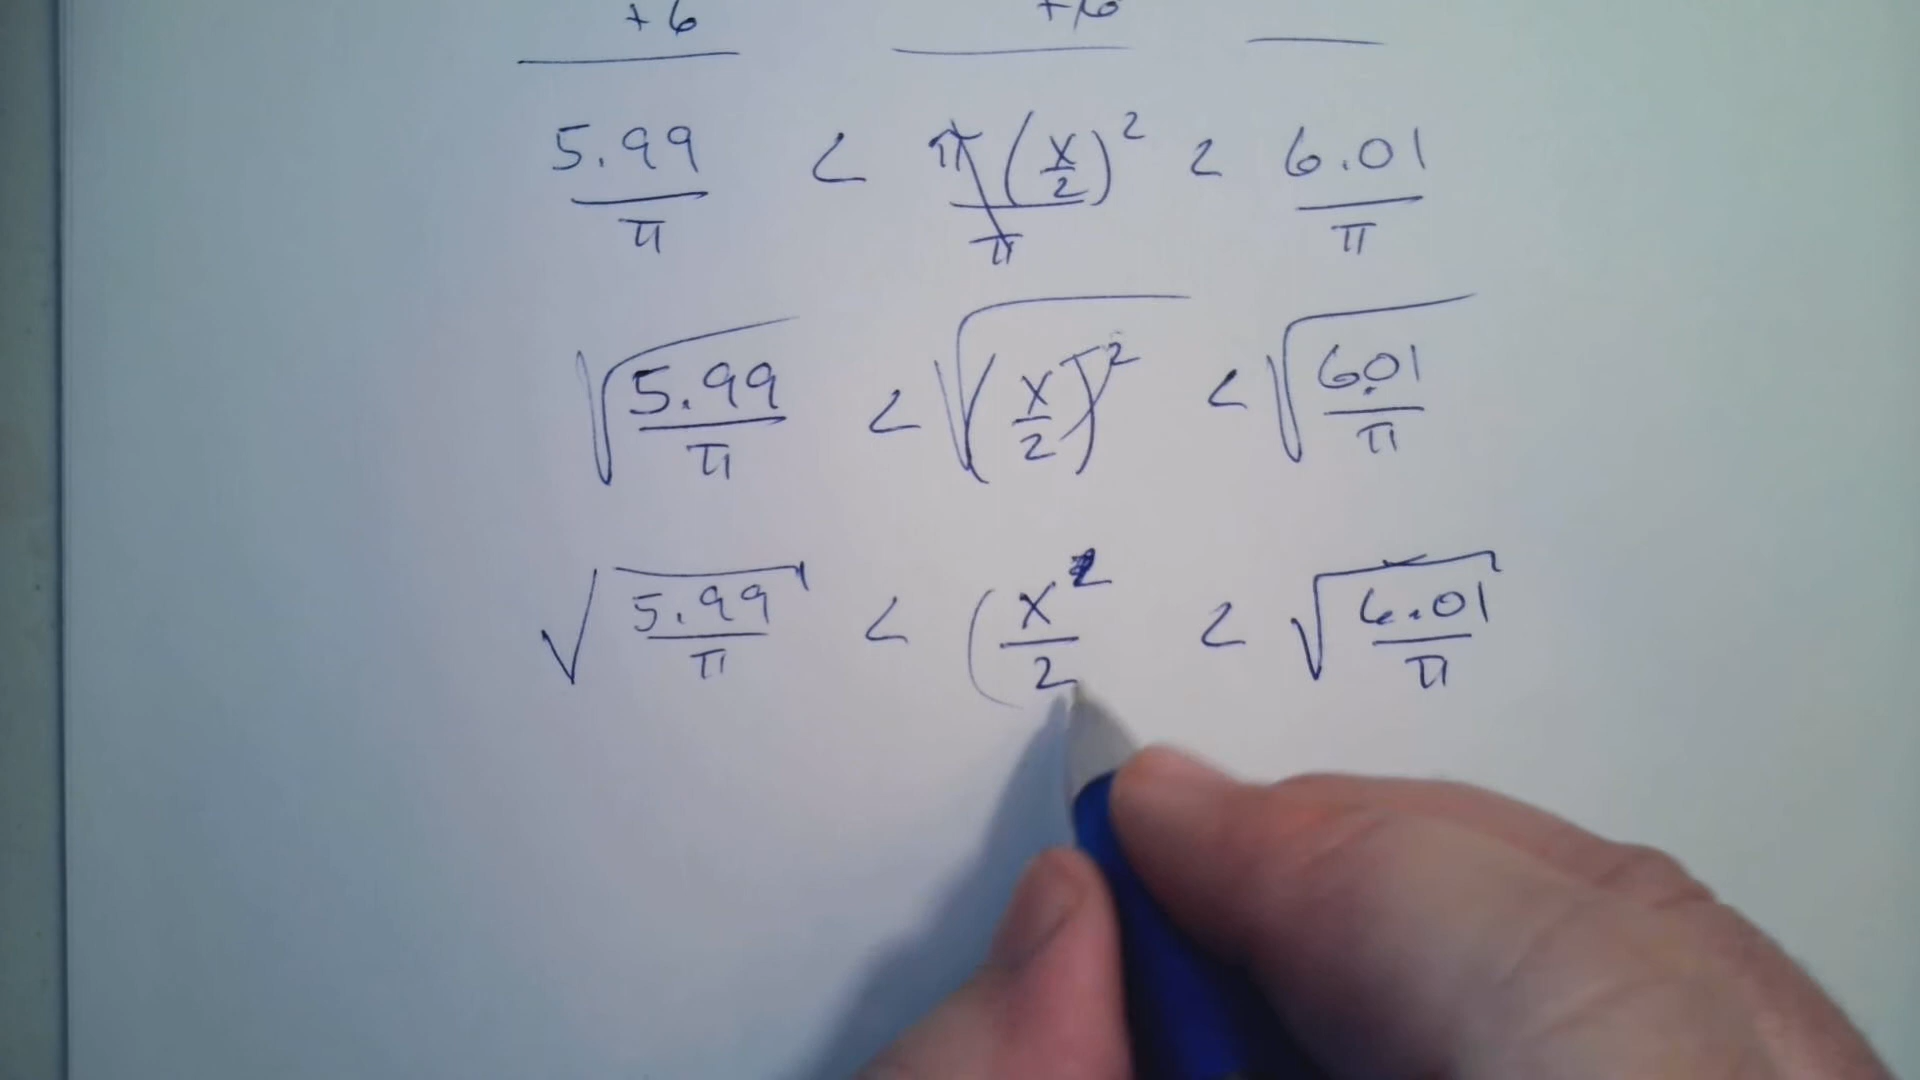 +6 +6
5.99/π < π(x/2)²/π < 6.01/π
√(5.99/π) < √(x/2)² < √(6.01/π)
√(5.99/π) < (x²/2 < √(6.01/π)